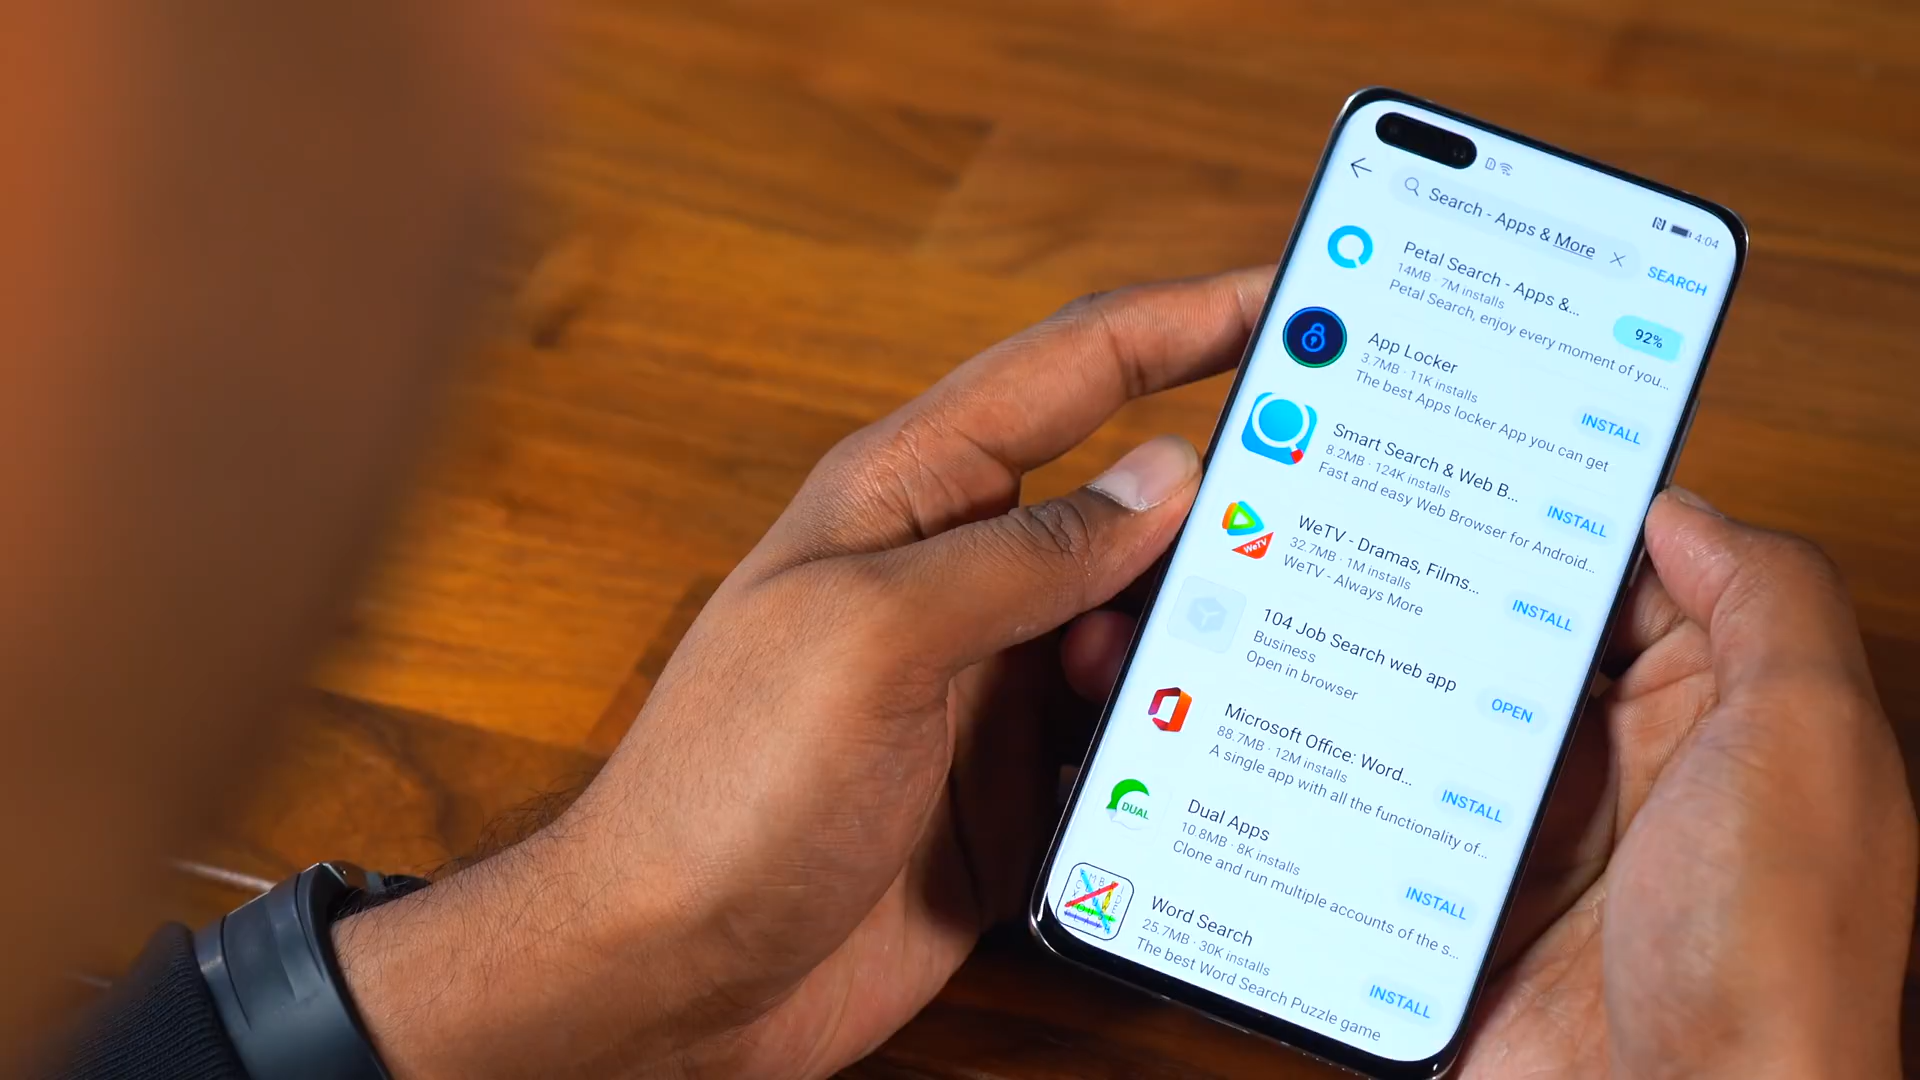 4:04
Search - Apps & More
SEARCH
Petal Search - Apps &...
14MB · 7M installs
Petal Search, enjoy every moment of you...
92%
App Locker
3.7MB · 11K installs
The best Apps locker App you can get
INSTALL
Smart Search & Web B...
8.2MB · 124K installs
Fast and easy Web Browser for Android...
INSTALL
WeTV
WeTV - Dramas, Films...
32.7MB · 1M installs
WeTV - Always More
INSTALL
104 Job Search web app
Business
Open in browser
OPEN
Microsoft Office: Word...
88.7MB · 12M installs
A single app with all the functionality of...
INSTALL
DUAL
Dual Apps
10.8MB · 8K installs
Clone and run multiple accounts of the s...
INSTALL
Word Search
25.7MB · 30K installs
The best Word Search Puzzle game
INSTALL